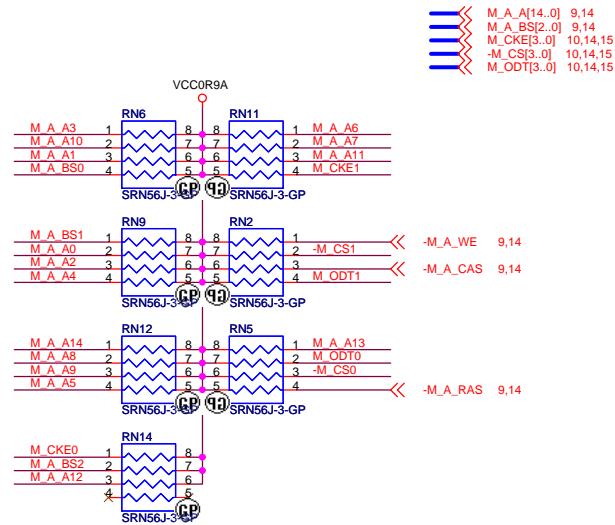 M_A_A[14..0] 9,14
M_A_BS[2..0] 9,14
M_CKE[3..0] 10,14,15
-M_CS[3..0] 10,14,15
M_ODT[3..0] 10,14,15
VCC0R9A
RN6 RN11
M_A_A3 1 8 8 1 M_A_A6
M_A_A10 2 7 7 2 M_A_A7
M_A_A1 3 6 6 3 M_A_A11
M_A_BS0 4 5 5 4 M_CKE1
GP GP
SRN56J-3-GP SRN56J-3-GP
RN9 RN2
M_A_BS1 1 8 8 1 -M_A_WE 9,14
M_A_A0 2 7 7 2 -M_CS1
M_A_A2 3 6 6 3 -M_A_CAS 9,14
M_A_A4 4 5 5 4 M_ODT1
GP GP
SRN56J-3-GP SRN56J-3-GP
RN12 RN5
M_A_A14 1 8 8 1 M_A_A13
M_A_A8 2 7 7 2 M_ODT0
M_A_A9 3 6 6 3 -M_CS0
M_A_A5 4 5 5 4 -M_A_RAS 9,14
GP GP
SRN56J-3-GP SRN56J-3-GP
RN14
M_CKE0 1 8
M_A_BS2 2 7
M_A_A12 3 6
4 5
GP
SRN56J-3-GP